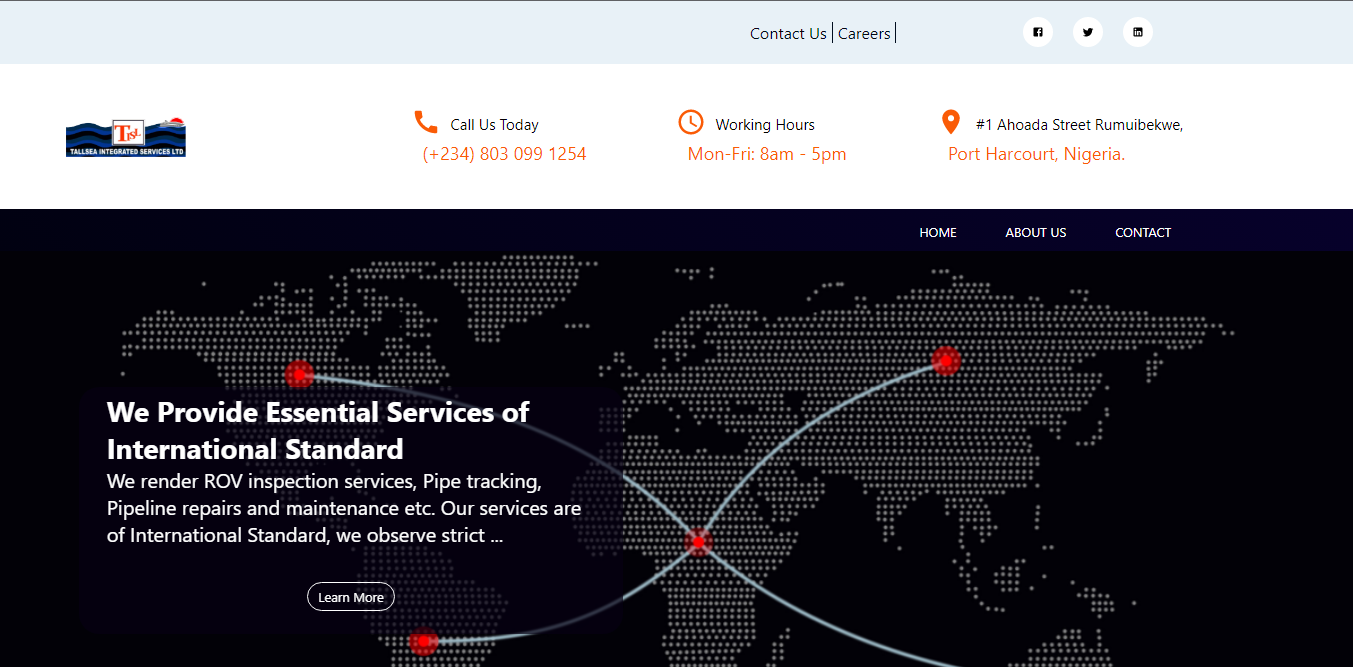 Contact Us
Careers
TISL
TALLSEA INTEGRATED SERVICES LTD
Call Us Today
(+234) 803 099 1254
Working Hours
Mon-Fri: 8am - 5pm
#1 Ahoada Street Rumuibekwe,
Port Harcourt, Nigeria.
HOME
ABOUT US
CONTACT
We Provide Essential Services of
International Standard
We render ROV inspection services, Pipe tracking,
Pipeline repairs and maintenance etc. Our services are
of International Standard, we observe strict ...
Learn More